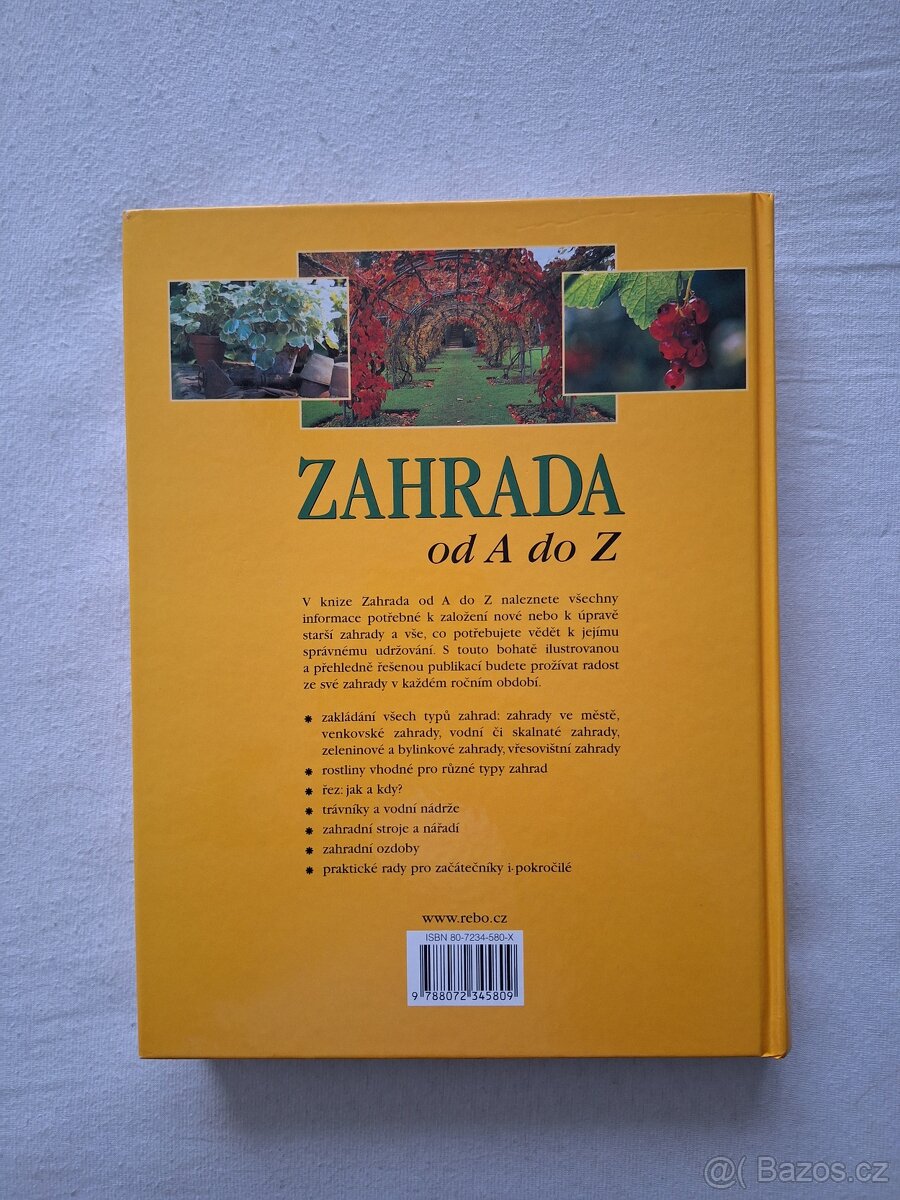 ZAHRADA
od A do Z
V knize Zahrada od A do Z naleznete všechny
informace potřebné k založení nové nebo k úpravě
starší zahrady a vše, co potřebujete vědět k jejímu
správnému udržování. S touto bohatě ilustrovanou
a přehledně řešenou publikací budete prožívat radost
ze své zahrady v každém ročním období.
✷ zakládání všech typů zahrad: zahrady ve městě,
venkovské zahrady, vodní či skalnaté zahrady,
zeleninové a bylinkové zahrady, vřesovištní zahrady
✷ rostliny vhodné pro různé typy zahrad
✷ řez: jak a kdy?
✷ trávníky a vodní nádrže
✷ zahradní stroje a nářadí
✷ zahradní ozdoby
✷ praktické rady pro začátečníky i-pokročilé
www.rebo.cz
ISBN 80-7234-580-X
9 788072 345809
@( Bazos.cz